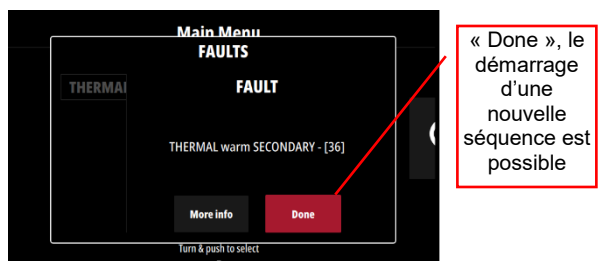 Main Menu
FAULTS
THERMAL
FAULT
THERMAL warm SECONDARY - [36]
More info
Done
Turn & push to select
« Done », le
démarrage
d'une
nouvelle
séquence est
possible